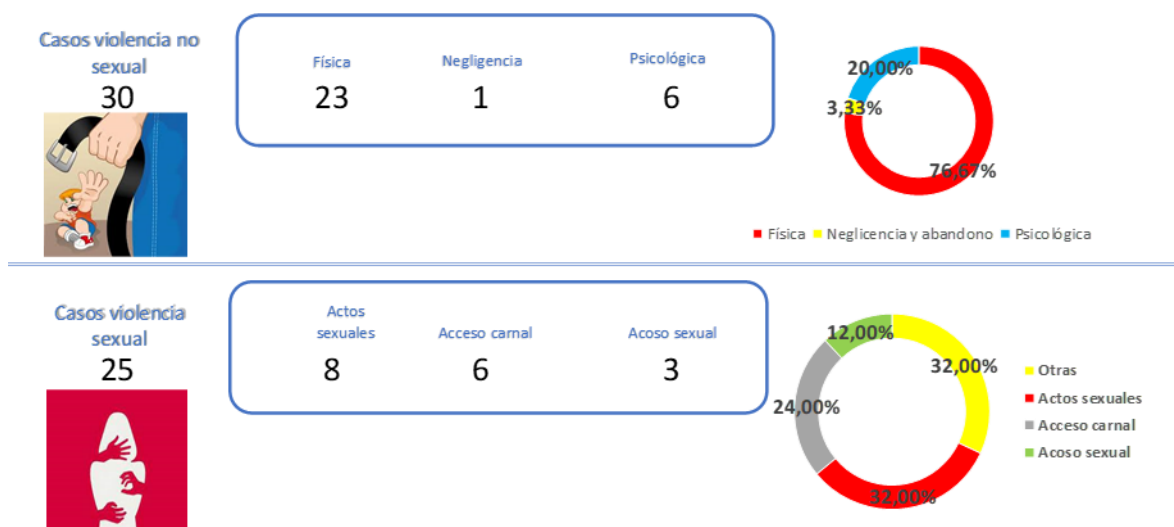 Casos violencia no
sexual
30
Física
Negligencia
Psicológica
23
1
6
20,00%
3,33%
76,67%
Física
Neglicencia y abandono
Psicológica
Casos violencia
sexual
25
Actos
sexuales
Acceso carnal
Acoso sexual
8
6
3
12,00%
32,00%
24,00%
32,00%
Otras
Actos sexuales
Acceso carnal
Acoso sexual